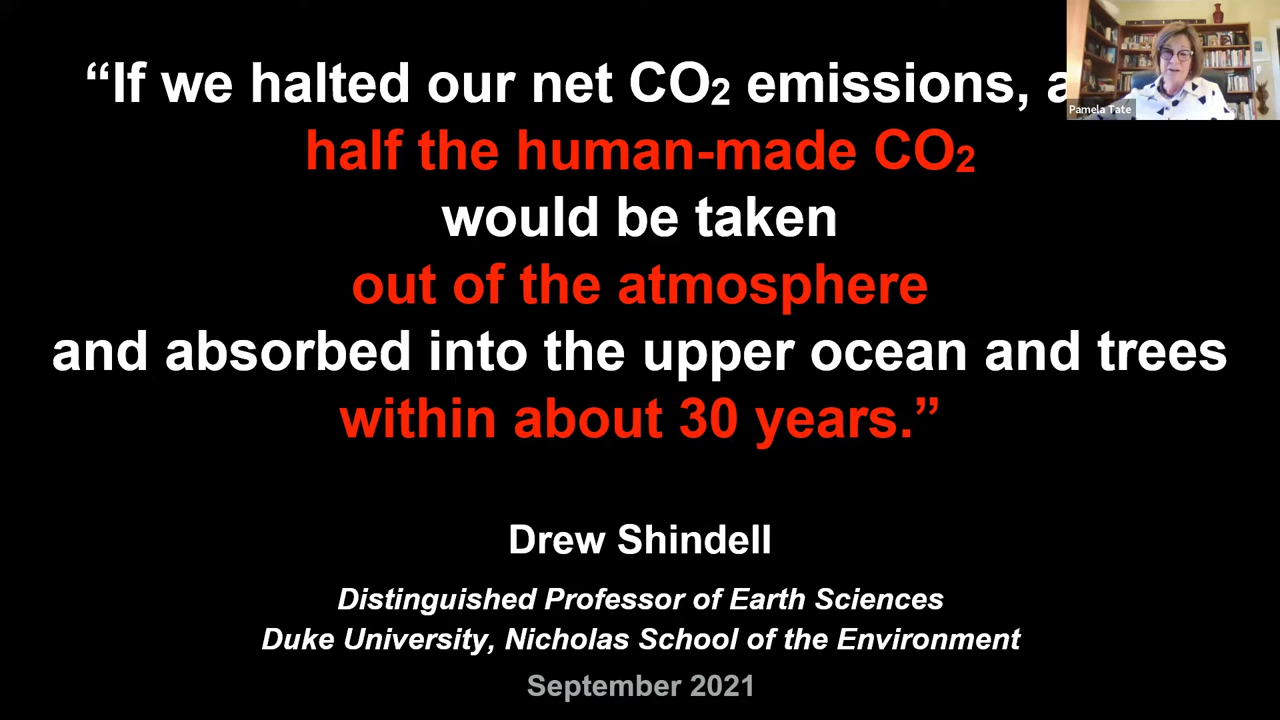 “If we halted our net CO₂ emissions,
half the human-made CO₂
would be taken
out of the atmosphere
and absorbed into the upper ocean and trees
within about 30 years.”
Drew Shindell
Distinguished Professor of Earth Sciences
Duke University, Nicholas School of the Environment
September 2021
Pamela Tate